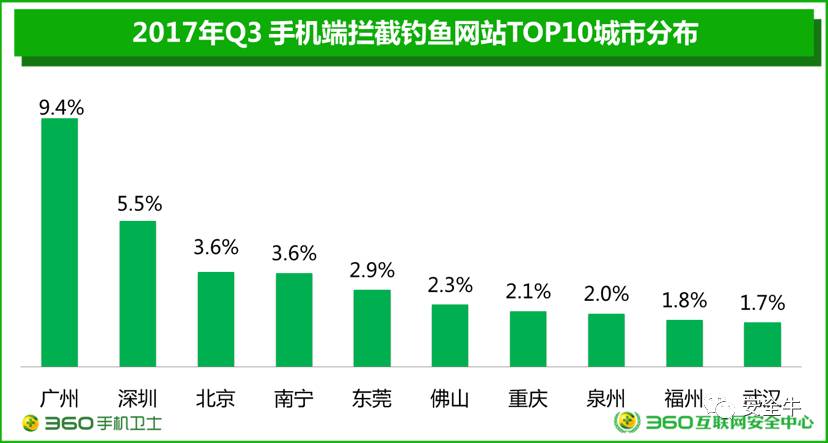 2017年Q3 手机端拦截钓鱼网站TOP10城市分布
9.4%
5.5%
3.6%
3.6%
2.9%
2.3%
2.1%
2.0%
1.8%
1.7%
广州 深圳 北京 南宁 东莞 佛山 重庆 泉州 福州 武汉
360手机卫士
360互联网安全中心
安全牛